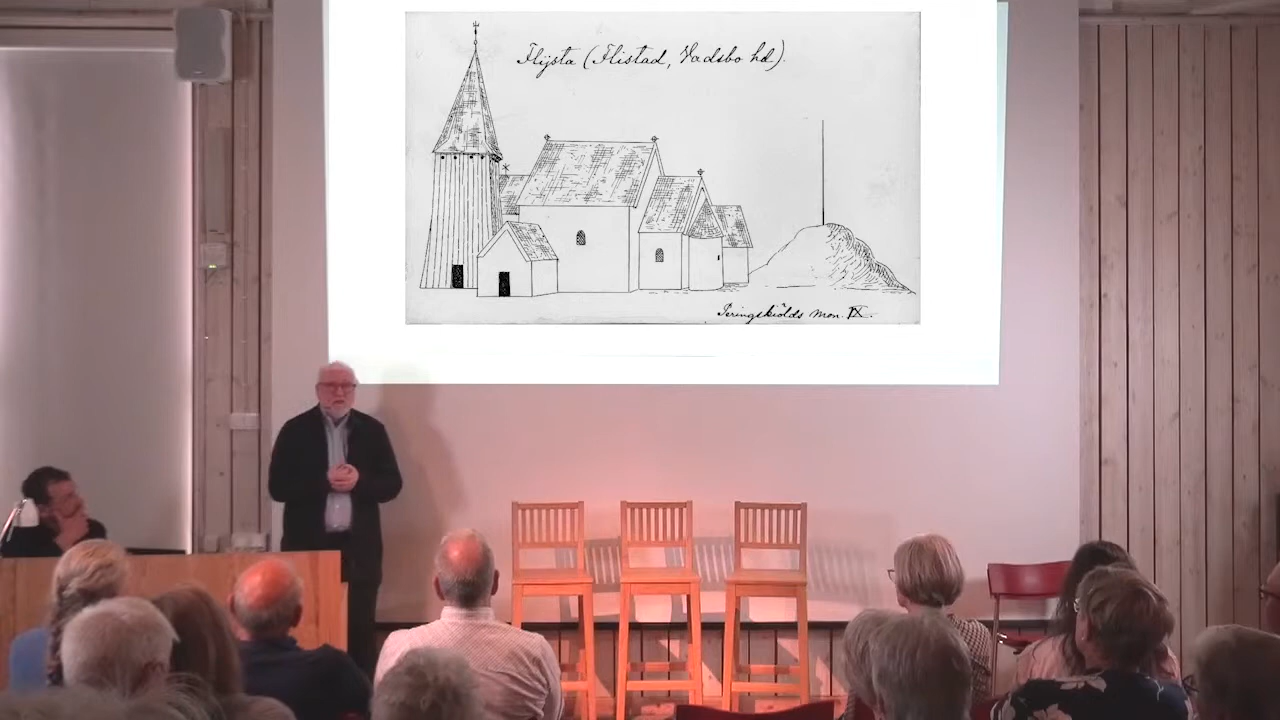 Flijsta (Flistad, Vadsbo hd).
Peringskiölds mon. IX.